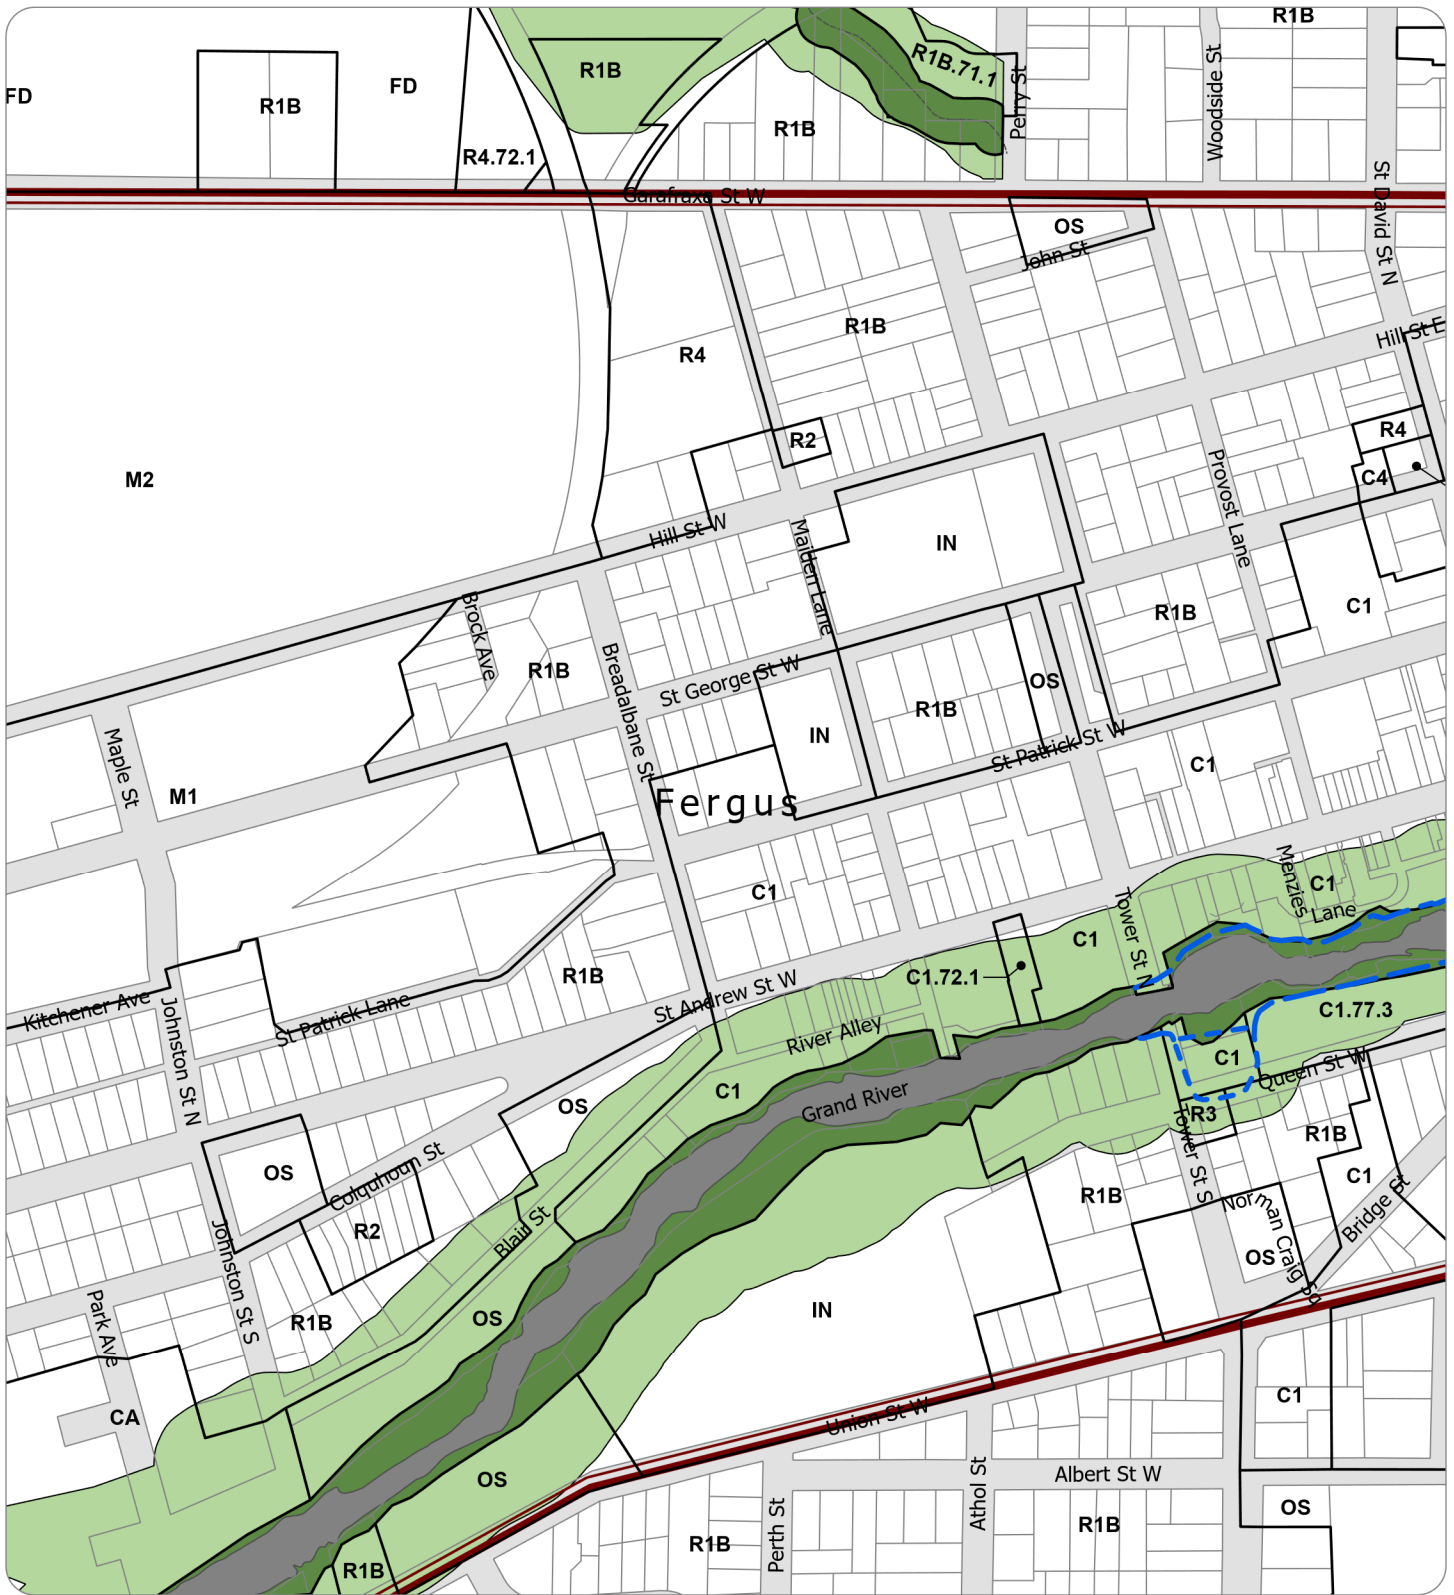 R1B
R1B
R1B.71.1
Perry St
Woodside St
FD
FD
R1B
R1B
R4.72.1
St David St N
Garafraxa St W
OS
John St
R1B
Hill St E
R4
R2
R4
C4
M2
Provost Lane
Hill St W
Maiden Lane
IN
C1
R1B
Brock Ave
R1B
Breadalbane St
St George St W
OS
R1B
IN
St Patrick St W
Maple St
M1
C1
Fergus
C1
Menzies Lane
C1
Tower St N
C1
C1.72.1
R1B
St Andrew St W
Kitchener Ave
St Patrick Lane
Johnston St N
River Alley
C1.77.3
C1
Queen St W
C1
Grand River
OS
R3
Tower St S
R1B
OS
Colquhoun St
C1
R1B
R2
Norman Craig Sq
Bridge St
Blair St
OS
Johnston St S
IN
OS
R1B
Park Ave
CA
C1
Union St W
OS
Albert St W
Athol St
OS
Perth St
R1B
R1B
R1B